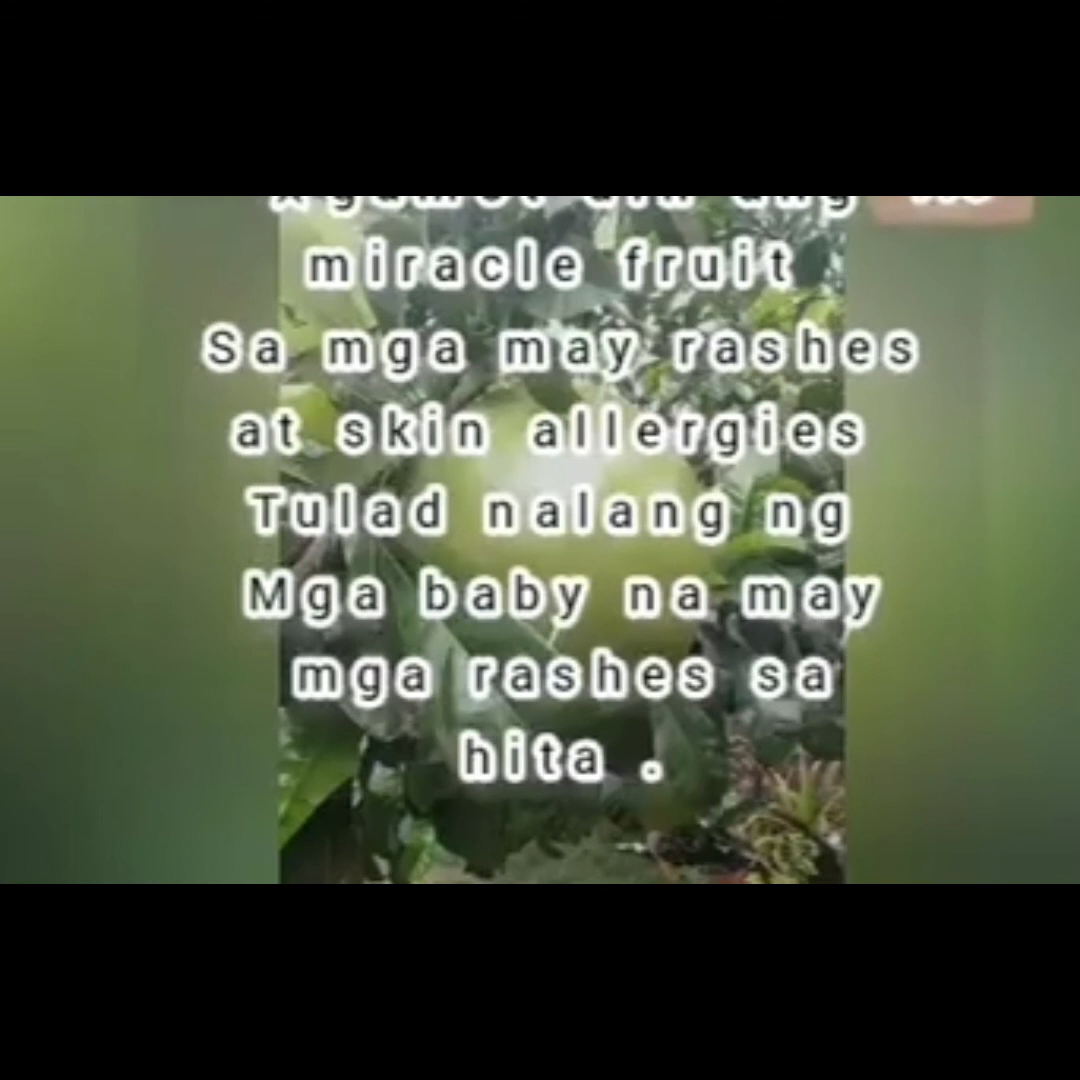 miracle fruit
Sa mga may rashes
at skin allergies
Tulad nalang ng
Mga baby na may
mga rashes sa
hita .